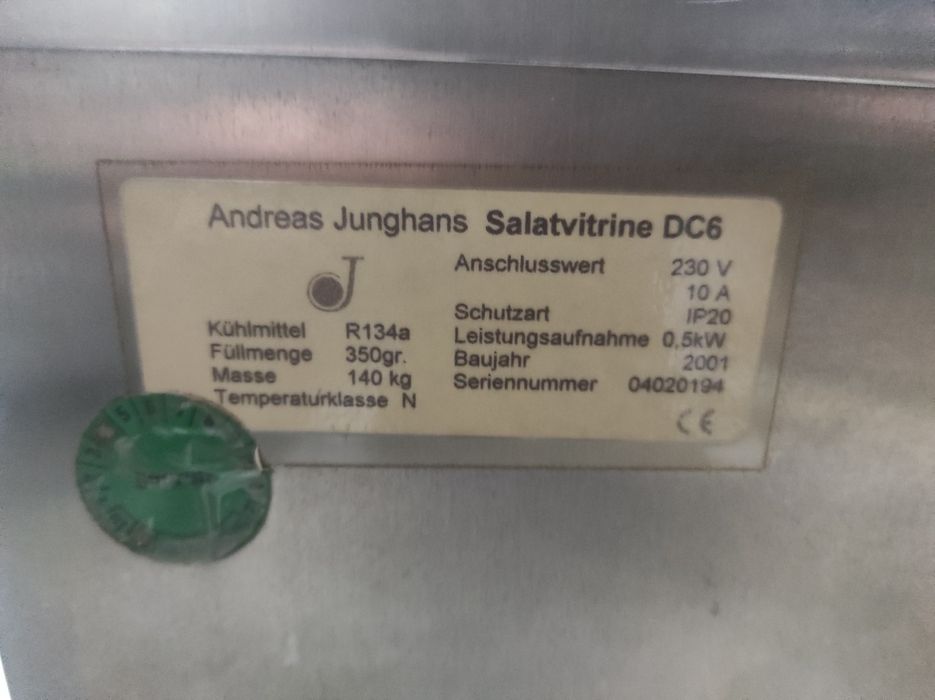 Andreas Junghans Salatvitrine DC6
J
Kühlmittel R134a
Füllmenge 350gr.
Masse 140 kg
Temperaturklasse N
Anschlusswert 230 V
10 A
Schutzart IP20
Leistungsaufnahme 0,5kW
Baujahr 2001
Seriennummer 04020194
CE